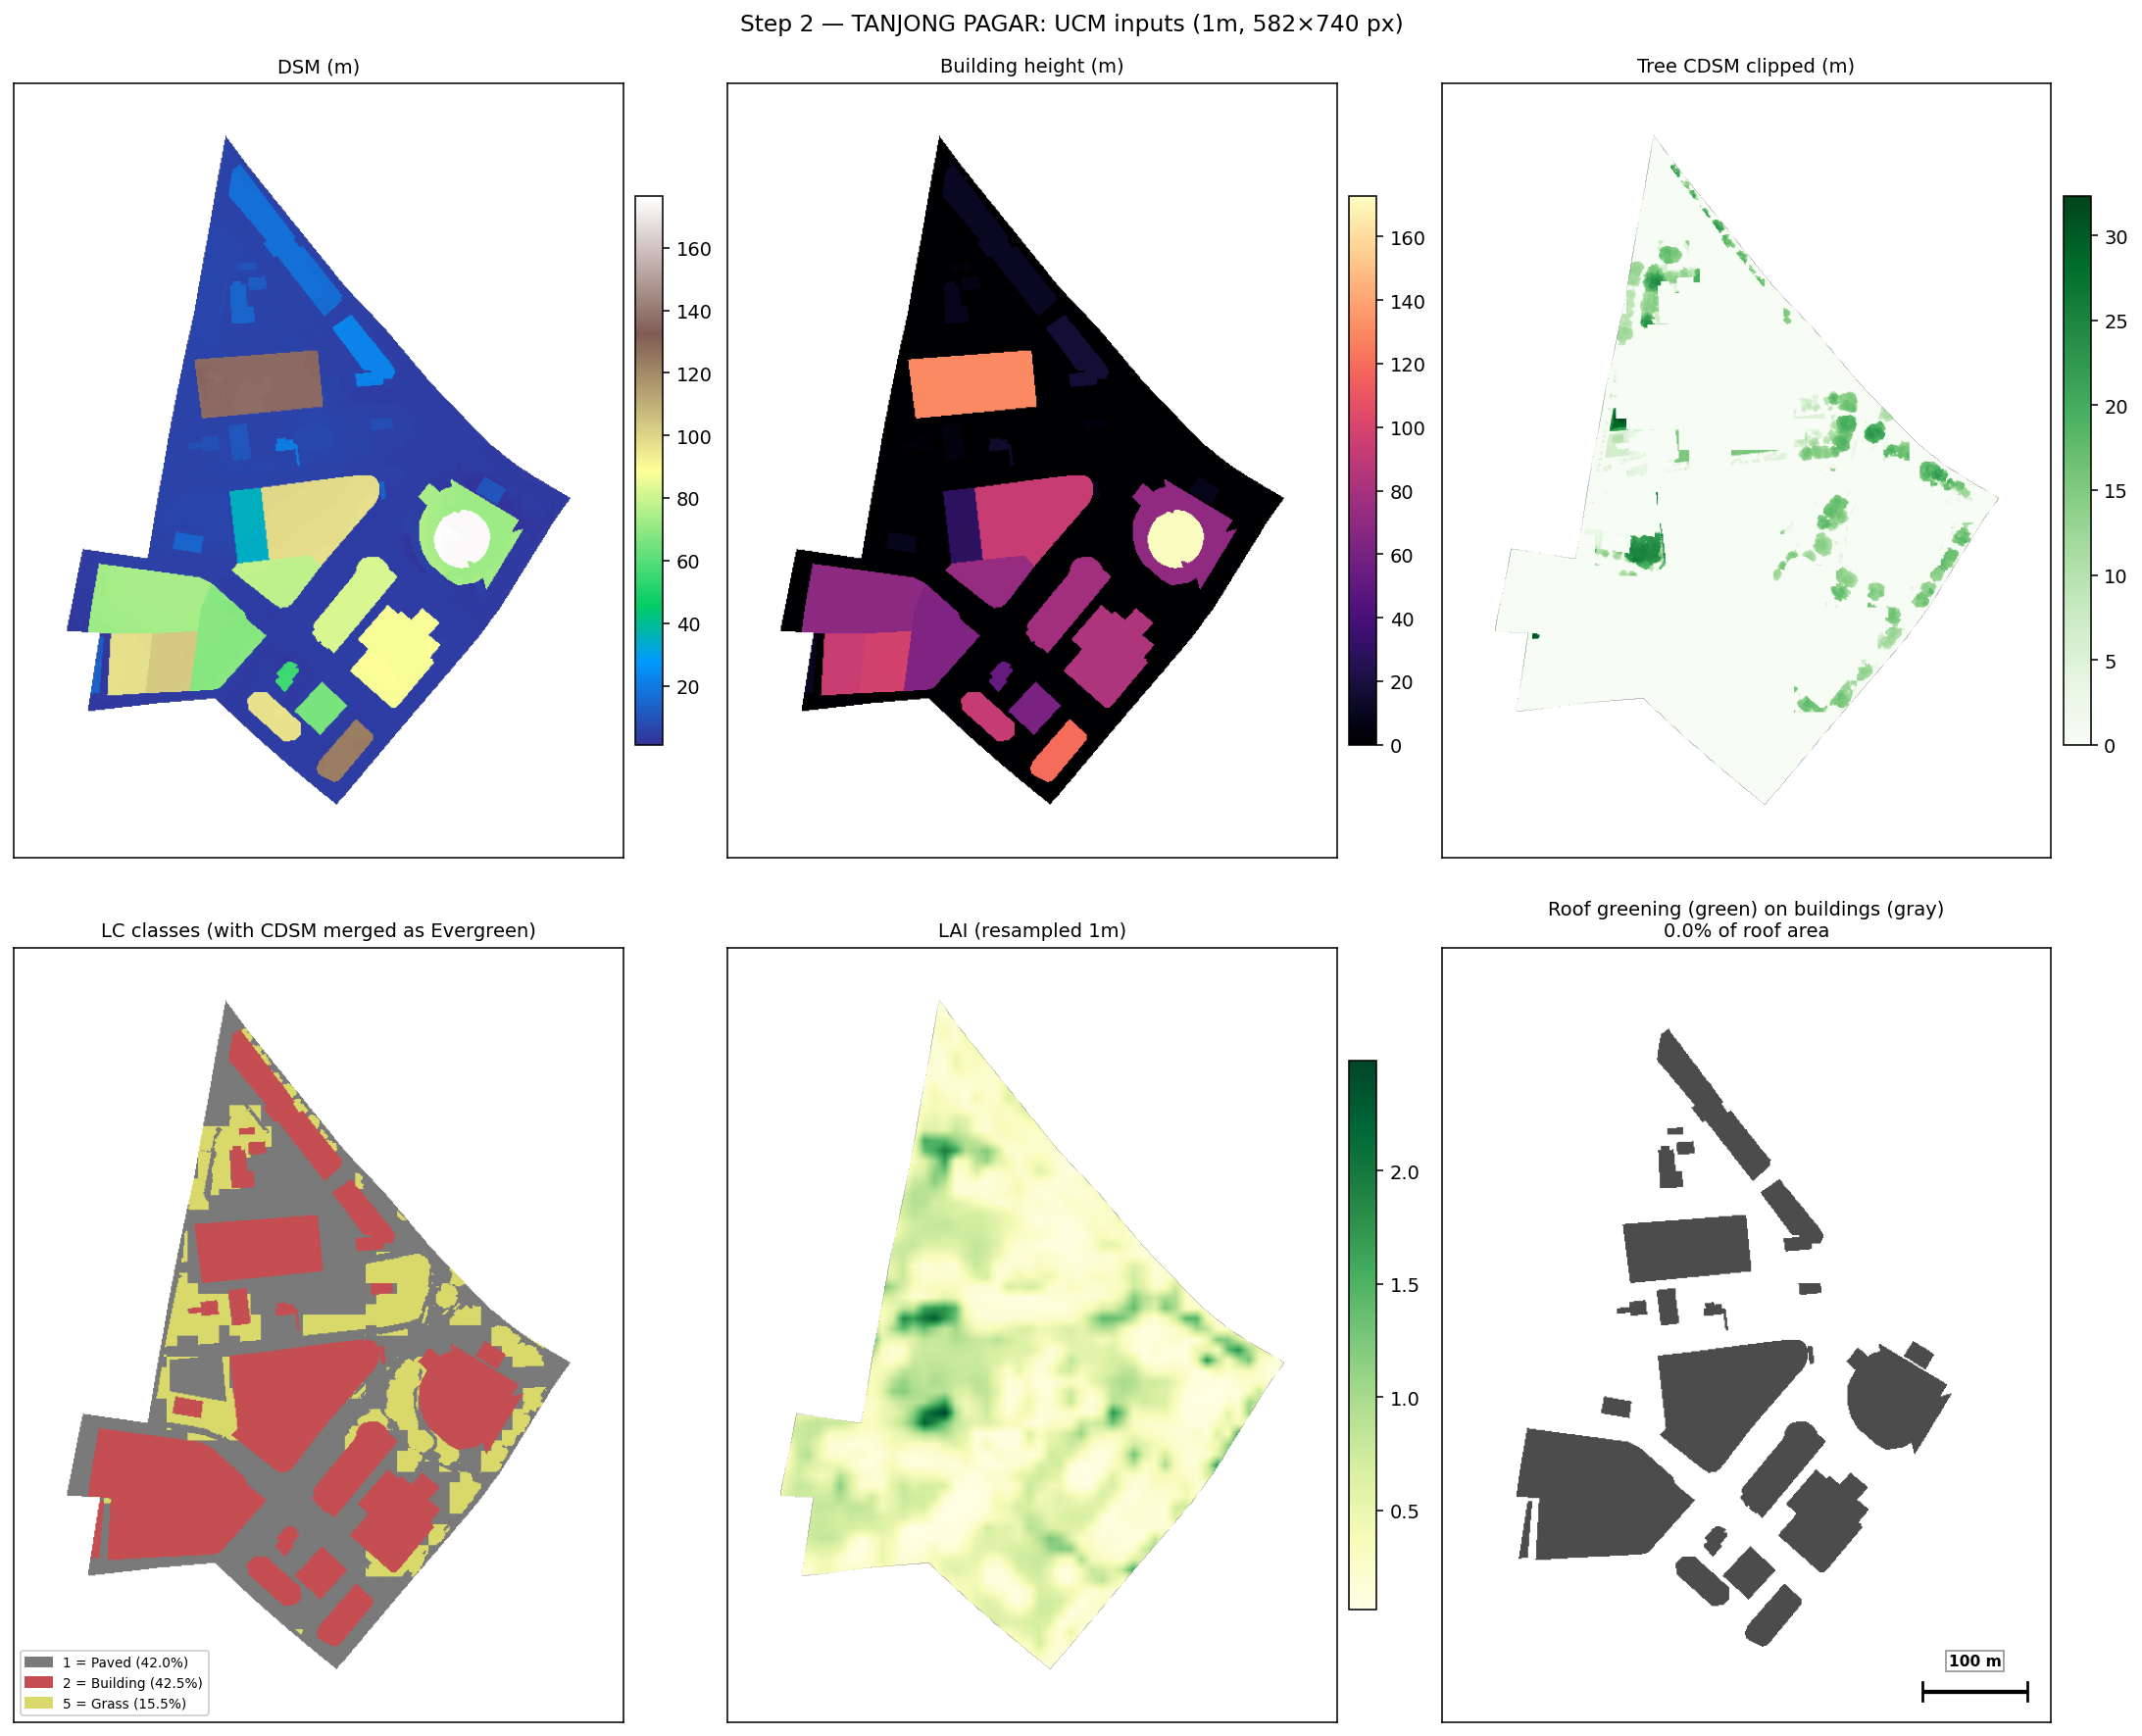 Step 2 — TANJONG PAGAR: UCM inputs (1m, 582×740 px)
DSM (m)
160
140
120
100
80
60
40
20
Building height (m)
160
140
120
100
80
60
40
20
0
Tree CDSM clipped (m)
30
25
20
15
10
5
0
LC classes (with CDSM merged as Evergreen)
1 = Paved (42.0%)
2 = Building (42.5%)
5 = Grass (15.5%)
LAI (resampled 1m)
2.0
1.5
1.0
0.5
Roof greening (green) on buildings (gray)
0.0% of roof area
100 m